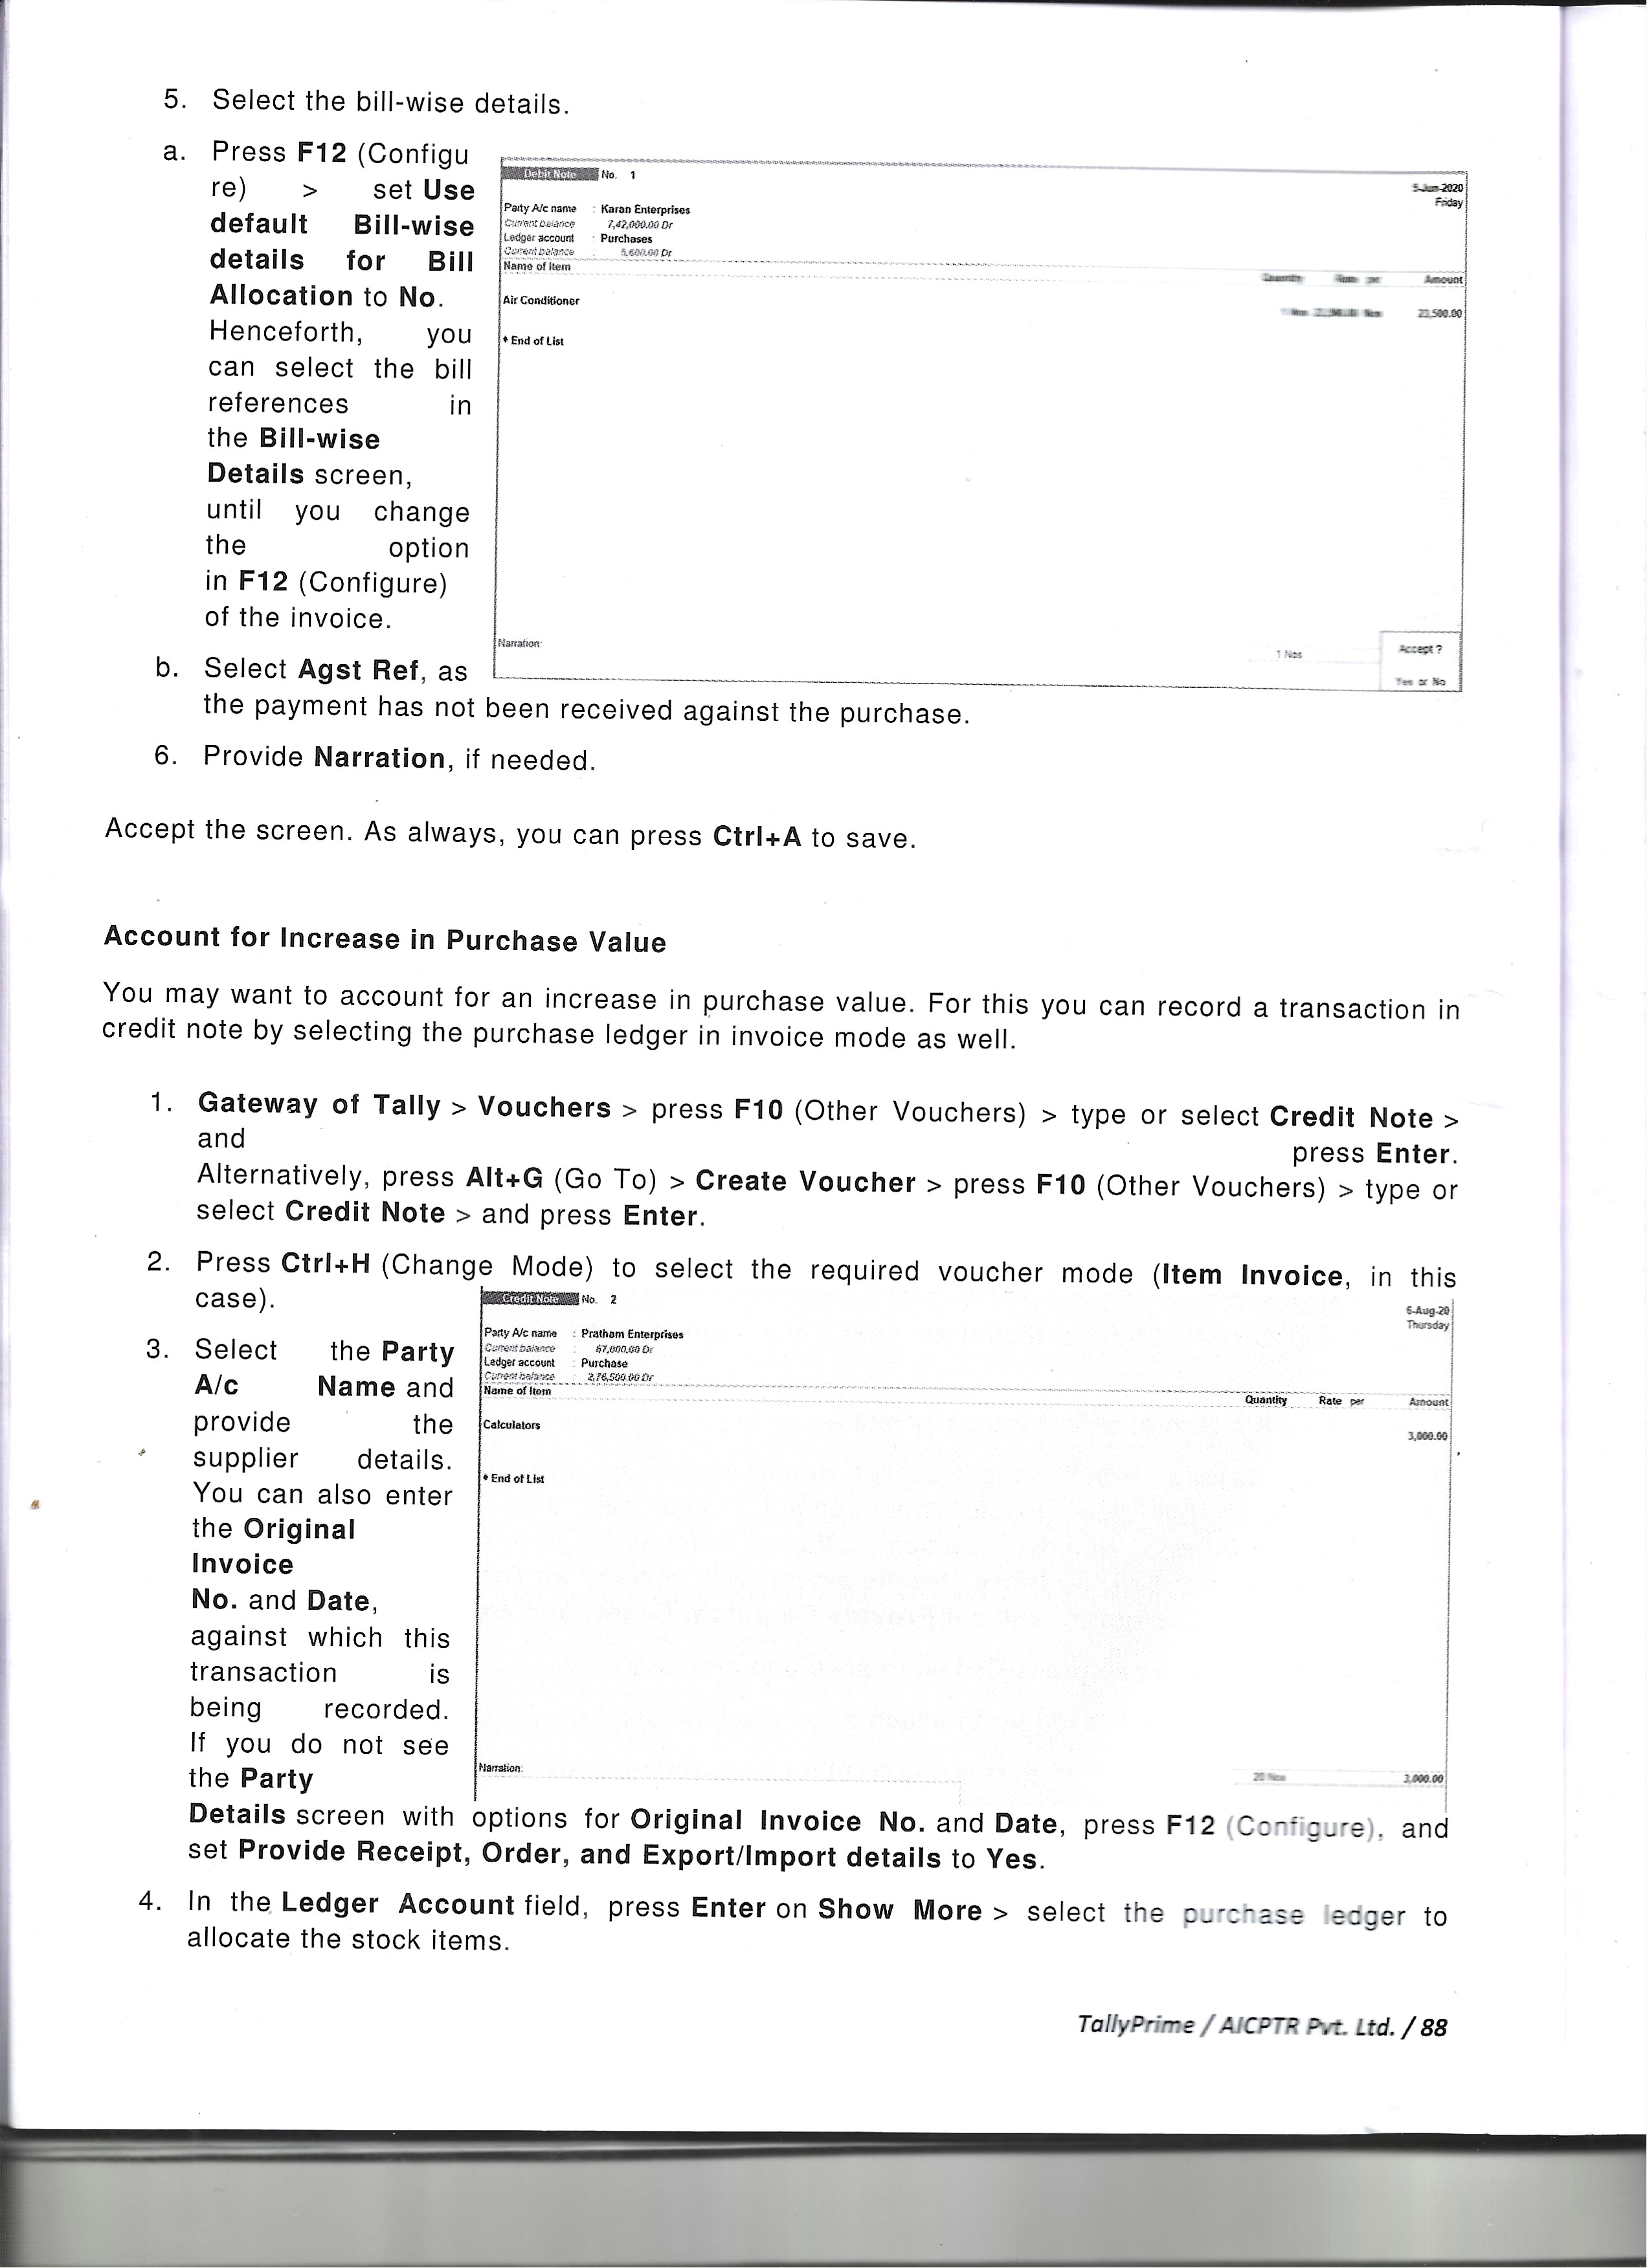 5. Select the bill-wise details.
a. Press F12 (Configu
re) > set Use
default Bill-wise
details for Bill
Allocation to No.
Henceforth, you
can select the bill
references in
the Bill-wise
Details screen,
until you change
the option
in F12 (Configure)
of the invoice.
Debit Note No. 1
5-Jun-2020
Friday
Party A/c name : Karan Enterprises
Current balance 7,42,000.00 Dr
Ledger account : Purchases
Current balance : 5,600.00 Dr
Name of Item Quantity Rate per Amount
Air Conditioner 23,500.00
♦ End of List
Narration: 1 Nos
Accept ?
Yes or No
b. Select Agst Ref, as
the payment has not been received against the purchase.
6. Provide Narration, if needed.
Accept the screen. As always, you can press Ctrl+A to save.
Account for Increase in Purchase Value
You may want to account for an increase in purchase value. For this you can record a transaction in
credit note by selecting the purchase ledger in invoice mode as well.
1. Gateway of Tally > Vouchers > press F10 (Other Vouchers) > type or select Credit Note >
and press Enter.
Alternatively, press Alt+G (Go To) > Create Voucher > press F10 (Other Vouchers) > type or
select Credit Note > and press Enter.
2. Press Ctrl+H (Change Mode) to select the required voucher mode (Item Invoice, in this
case).
Credit Note No. 2
6-Aug-20
Thursday
Party A/c name : Pratham Enterprises
Current balance : 67,000.00 Dr
Ledger account : Purchase
Current balance : 2,76,500.00 Dr
Name of Item Quantity Rate per Amount
Calculators 3,000.00
♦ End of List
Narration: 20 Nos 3,000.00
3. Select the Party
A/c Name and
provide the
supplier details.
You can also enter
the Original
Invoice
No. and Date,
against which this
transaction is
being recorded.
If you do not see
the Party
Details screen with options for Original Invoice No. and Date, press F12 (Configure), and
set Provide Receipt, Order, and Export/Import details to Yes.
4. In the Ledger Account field, press Enter on Show More > select the purchase ledger to
allocate the stock items.
TallyPrime / AICPTR Pvt. Ltd. / 88